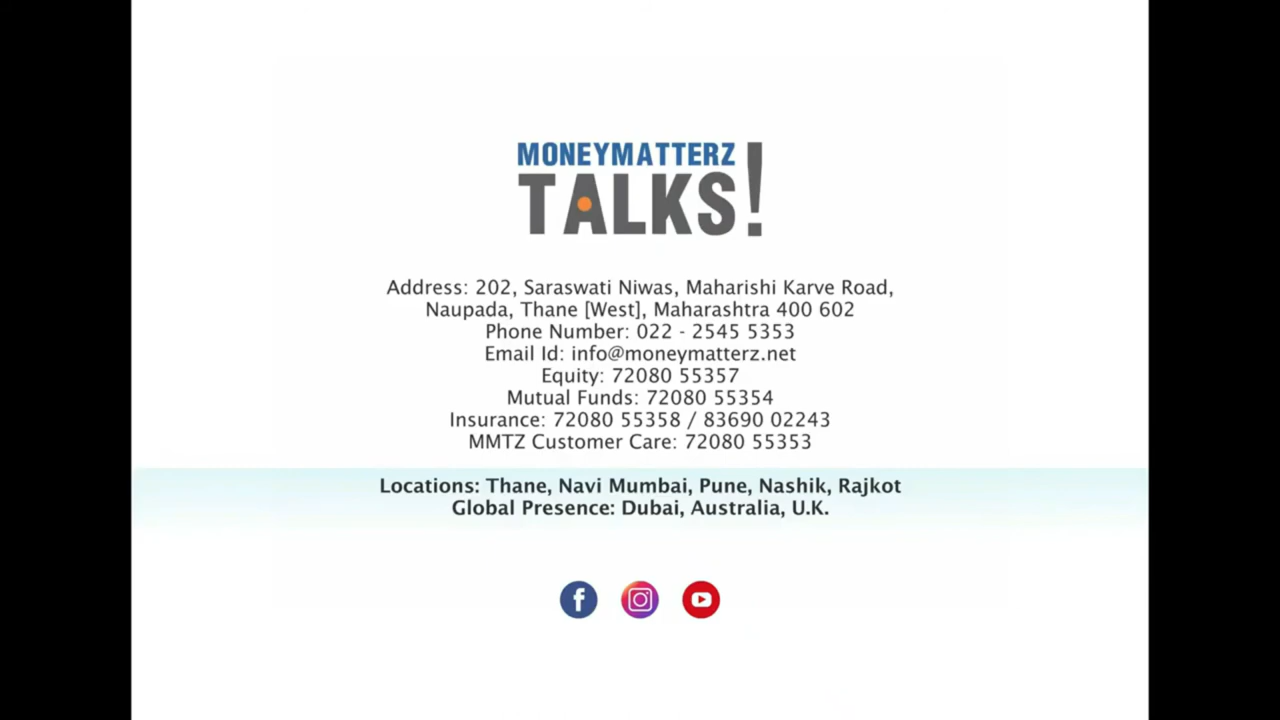 MONEYMATTERZ
TALKS!
Address: 202, Saraswati Niwas, Maharishi Karve Road,
Naupada, Thane [West], Maharashtra 400 602
Phone Number: 022 - 2545 5353
Email Id: info@moneymatterz.net
Equity: 72080 55357
Mutual Funds: 72080 55354
Insurance: 72080 55358 / 83690 02243
MMTZ Customer Care: 72080 55353
Locations: Thane, Navi Mumbai, Pune, Nashik, Rajkot
Global Presence: Dubai, Australia, U.K.